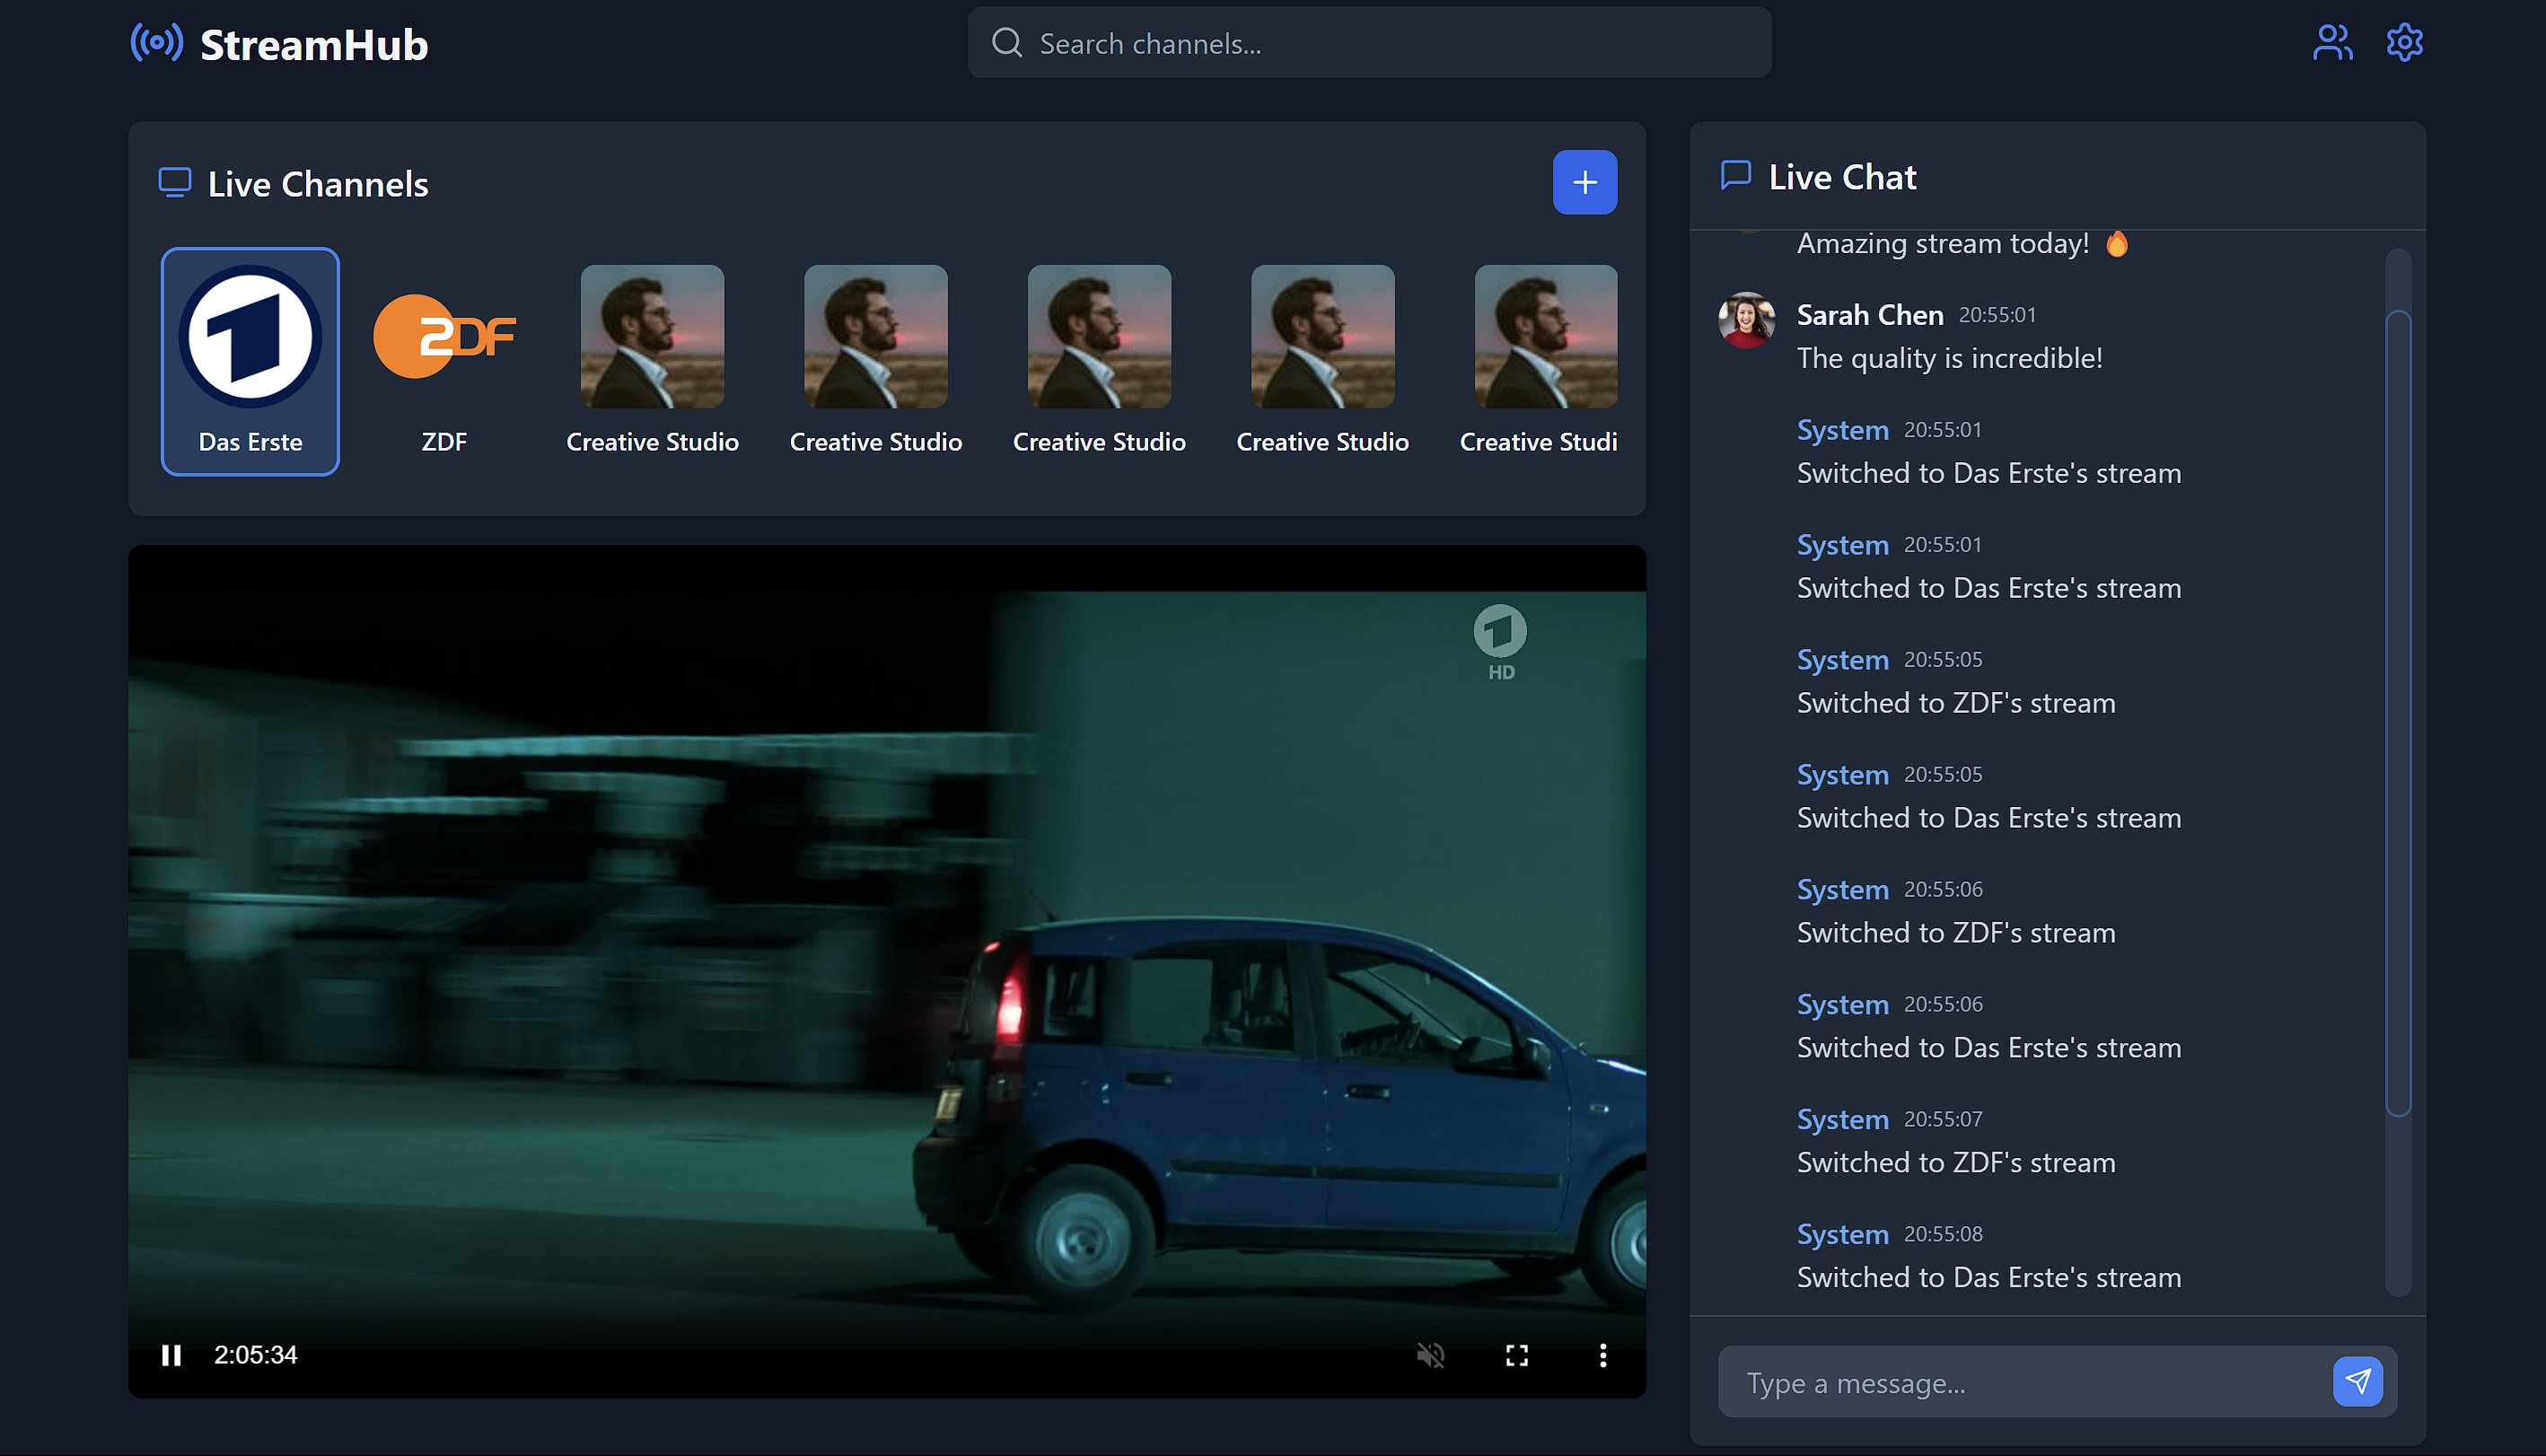 StreamHub
Search channels...
Live Channels
ZDF
Das Erste
ZDF
Creative Studio
Creative Studio
Creative Studio
Creative Studio
Creative Studi
HD
2:05:34
Live Chat
Amazing stream today! 🔥
Sarah Chen 20:55:01
The quality is incredible!
System 20:55:01
Switched to Das Erste's stream
System 20:55:01
Switched to Das Erste's stream
System 20:55:05
Switched to ZDF's stream
System 20:55:05
Switched to Das Erste's stream
System 20:55:06
Switched to ZDF's stream
System 20:55:06
Switched to Das Erste's stream
System 20:55:07
Switched to ZDF's stream
System 20:55:08
Switched to Das Erste's stream
Type a message...